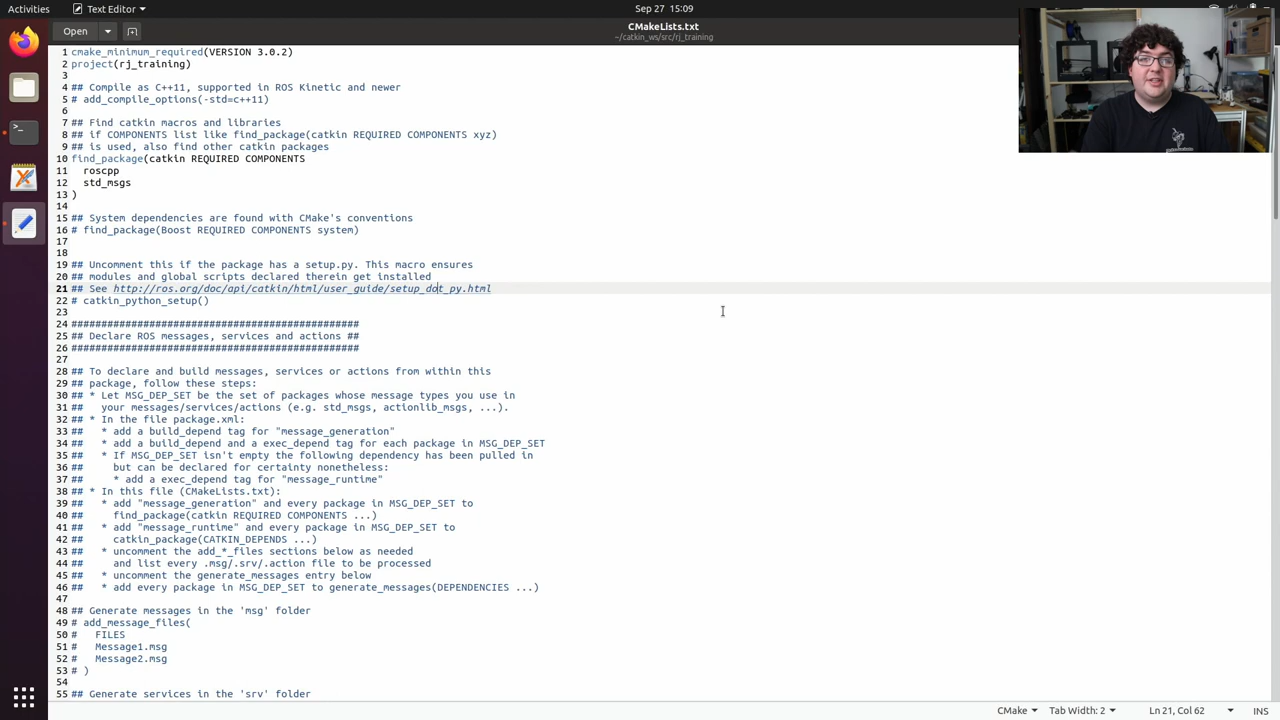 Activities
Text Editor
Sep 27 15:09
Open
CMakeLists.txt
~/catkin_ws/src/rj_training
1 cmake_minimum_required(VERSION 3.0.2)
2 project(rj_training)
3
4 ## Compile as C++11, supported in ROS Kinetic and newer
5 # add_compile_options(-std=c++11)
6
7 ## Find catkin macros and libraries
8 ## if COMPONENTS list like find_package(catkin REQUIRED COMPONENTS xyz)
9 ## is used, also find other catkin packages
10 find_package(catkin REQUIRED COMPONENTS
11   roscpp
12   std_msgs
13 )
14
15 ## System dependencies are found with CMake's conventions
16 # find_package(Boost REQUIRED COMPONENTS system)
17
18
19 ## Uncomment this if the package has a setup.py. This macro ensures
20 ## modules and global scripts declared therein get installed
21 ## See http://ros.org/doc/api/catkin/html/user_guide/setup_dot_py.html
22 # catkin_python_setup()
23
24 ################################################
25 ## Declare ROS messages, services and actions ##
26 ################################################
27
28 ## To declare and build messages, services or actions from within this
29 ## package, follow these steps:
30 ## * Let MSG_DEP_SET be the set of packages whose message types you use in
31 ##   your messages/services/actions (e.g. std_msgs, actionlib_msgs, ...).
32 ## * In the file package.xml:
33 ##   * add a build_depend tag for "message_generation"
34 ##   * add a build_depend and a exec_depend tag for each package in MSG_DEP_SET
35 ##   * If MSG_DEP_SET isn't empty the following dependency has been pulled in
36 ##     but can be declared for certainty nonetheless:
37 ##     * add a exec_depend tag for "message_runtime"
38 ## * In this file (CMakeLists.txt):
39 ##   * add "message_generation" and every package in MSG_DEP_SET to
40 ##     find_package(catkin REQUIRED COMPONENTS ...)
41 ##   * add "message_runtime" and every package in MSG_DEP_SET to
42 ##     catkin_package(CATKIN_DEPENDS ...)
43 ##   * uncomment the add_*_files sections below as needed
44 ##     and list every .msg/.srv/.action file to be processed
45 ##   * uncomment the generate_messages entry below
46 ##   * add every package in MSG_DEP_SET to generate_messages(DEPENDENCIES ...)
47
48 ## Generate messages in the 'msg' folder
49 # add_message_files(
50 #   FILES
51 #   Message1.msg
52 #   Message2.msg
53 # )
54
55 ## Generate services in the 'srv' folder
CMake
Tab Width: 2
Ln 21, Col 62
INS